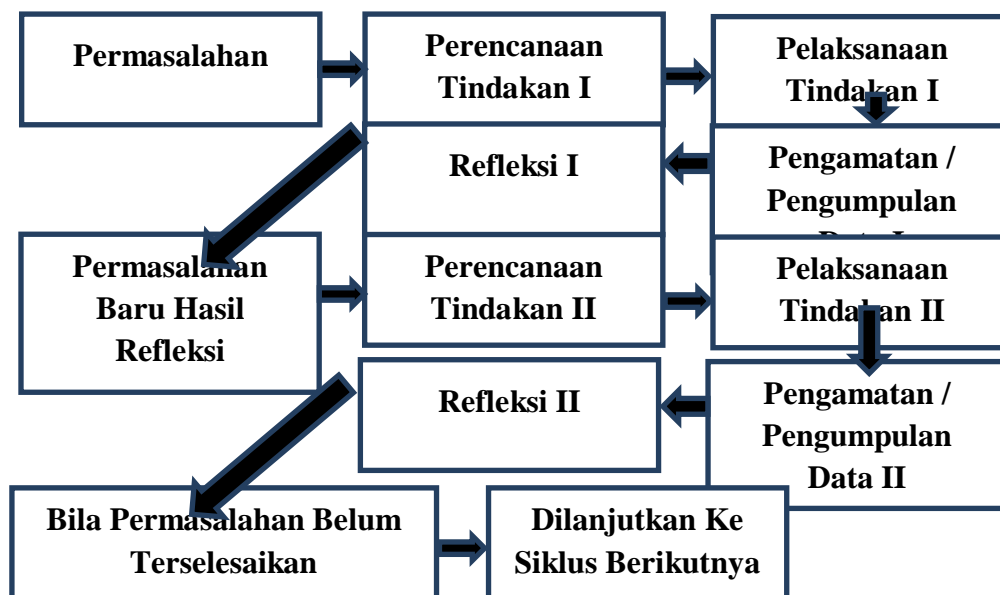 Permasalahan
Perencanaan
Tindakan I
Pelaksanaan
Tindakan I
Pengamatan /
Pengumpulan
Data I
Refleksi I
Permasalahan
Baru Hasil
Refleksi
Perencanaan
Tindakan II
Pelaksanaan
Tindakan II
Pengamatan /
Pengumpulan
Data II
Refleksi II
Bila Permasalahan Belum
Terselesaikan
Dilanjutkan Ke
Siklus Berikutnya